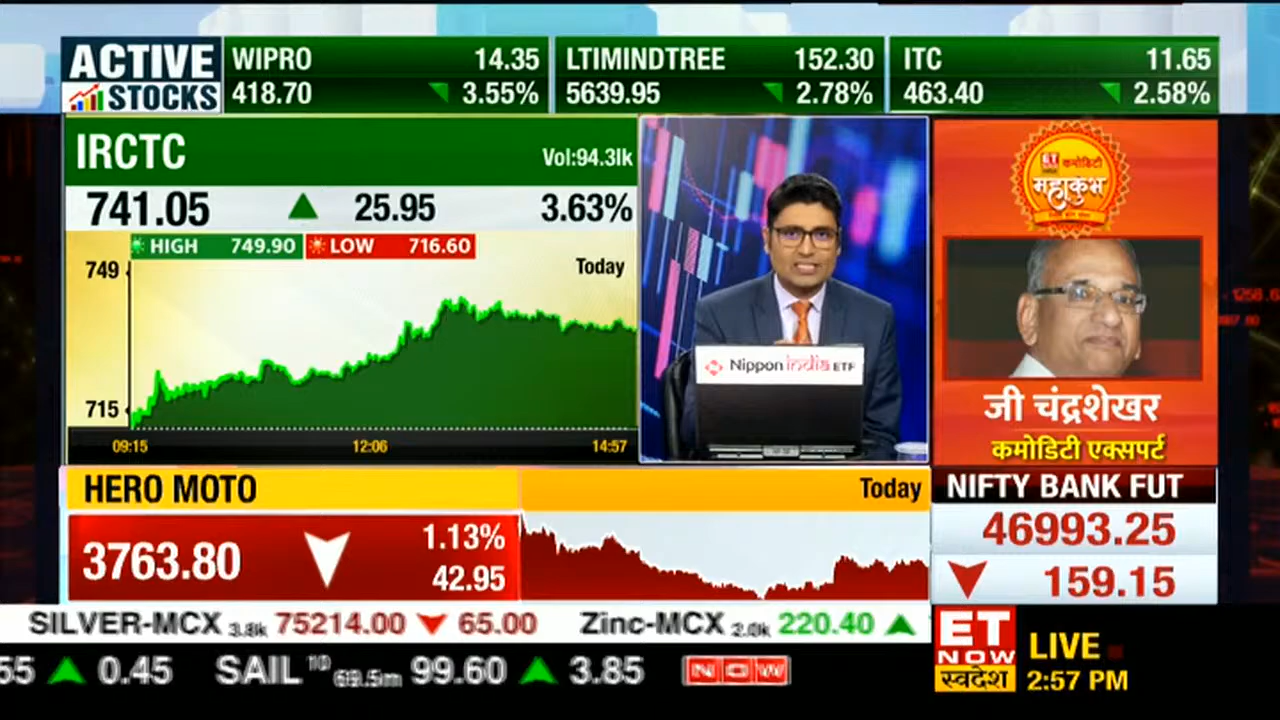 ACTIVE STOCKS
WIPRO 14.35
418.70 3.55%
LTIMINDTREE 152.30
5639.95 2.78%
ITC 11.65
463.40 2.58%
IRCTC Vol:94.3lk
741.05 25.95 3.63%
HIGH 749.90 LOW 716.60
Today
749
715
09:15 12:06 14:57
Nippon india ETF
ET
कमोडिटी
महाकुंभ
जी चंद्रशेखर
कमोडिटी एक्सपर्ट
HERO MOTO Today
3763.80 1.13%
42.95
NIFTY BANK FUT
46993.25
159.15
SILVER-MCX 3.8k 75214.00 65.00 Zinc-MCX 2.0k 220.40
55 0.45 SAIL 1D 69.5m 99.60 3.85 NOW
ET
NOW
स्वदेश
LIVE
2:57 PM